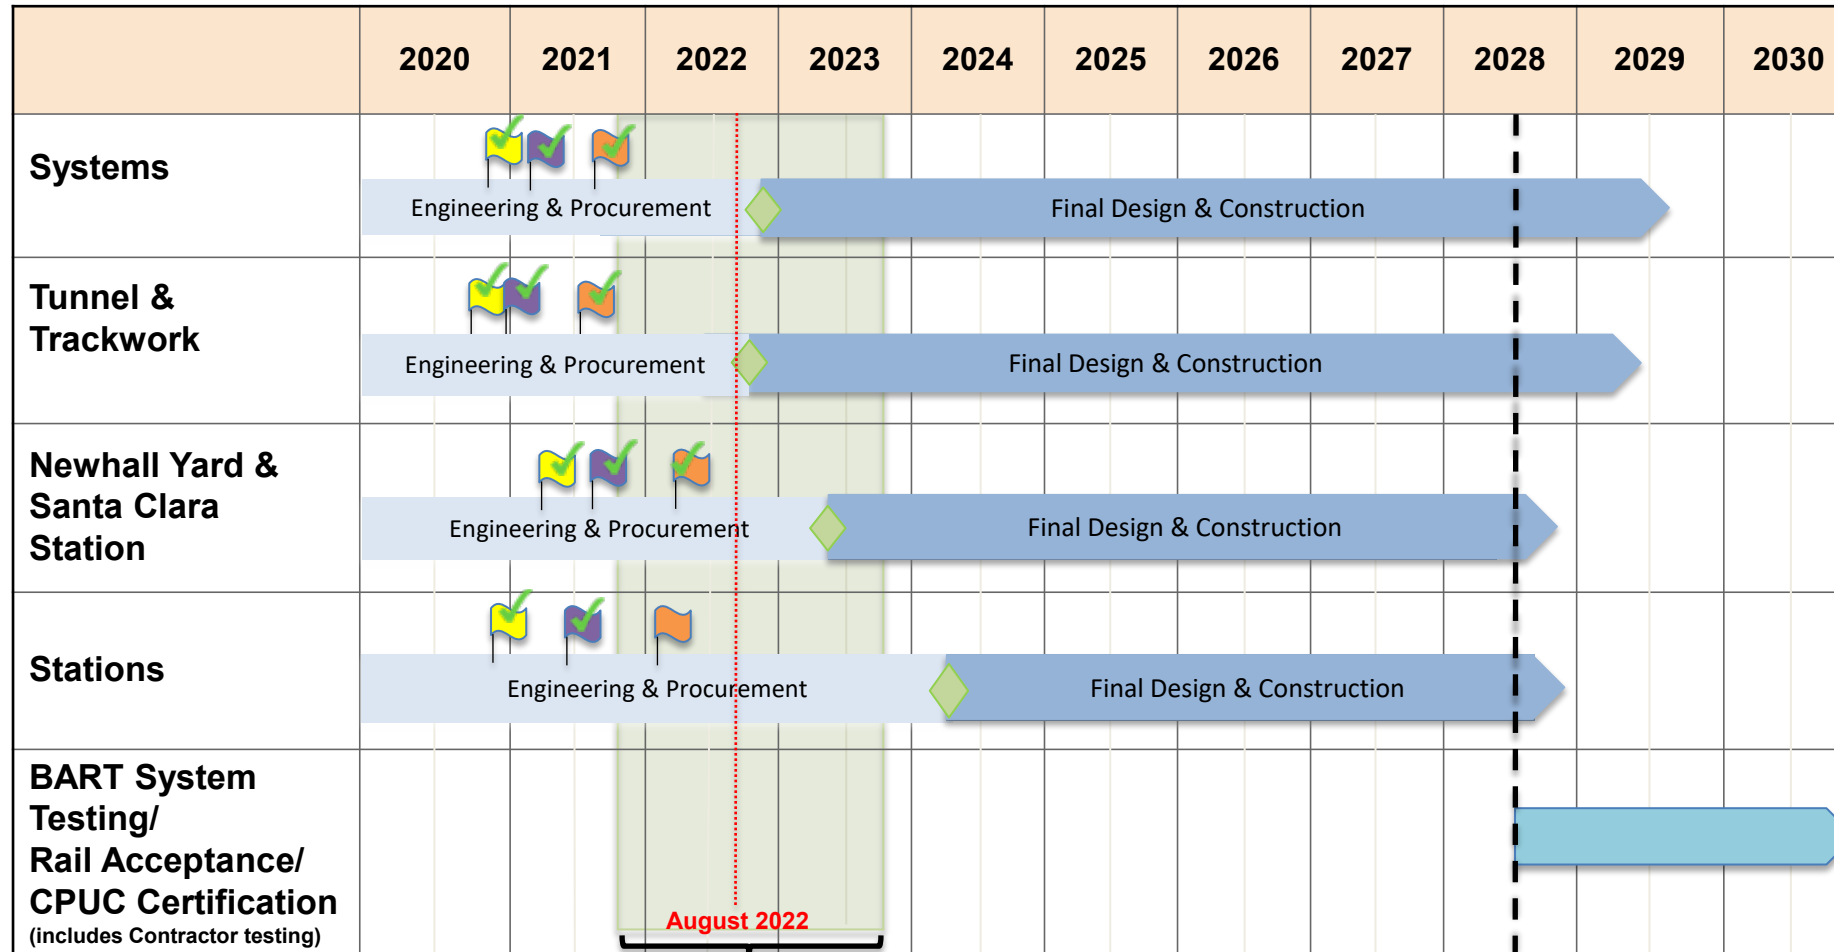 2020 2021 2022 2023 2024 2025 2026 2027 2028 2029 2030
Systems
Engineering & Procurement
Final Design & Construction
Tunnel &
Trackwork
Engineering & Procurement
Final Design & Construction
Newhall Yard &
Santa Clara
Station
Engineering & Procurement
Final Design & Construction
Stations
Engineering & Procurement
Final Design & Construction
BART System
Testing/
Rail Acceptance/
CPUC Certification
(includes Contractor testing)
August 2022